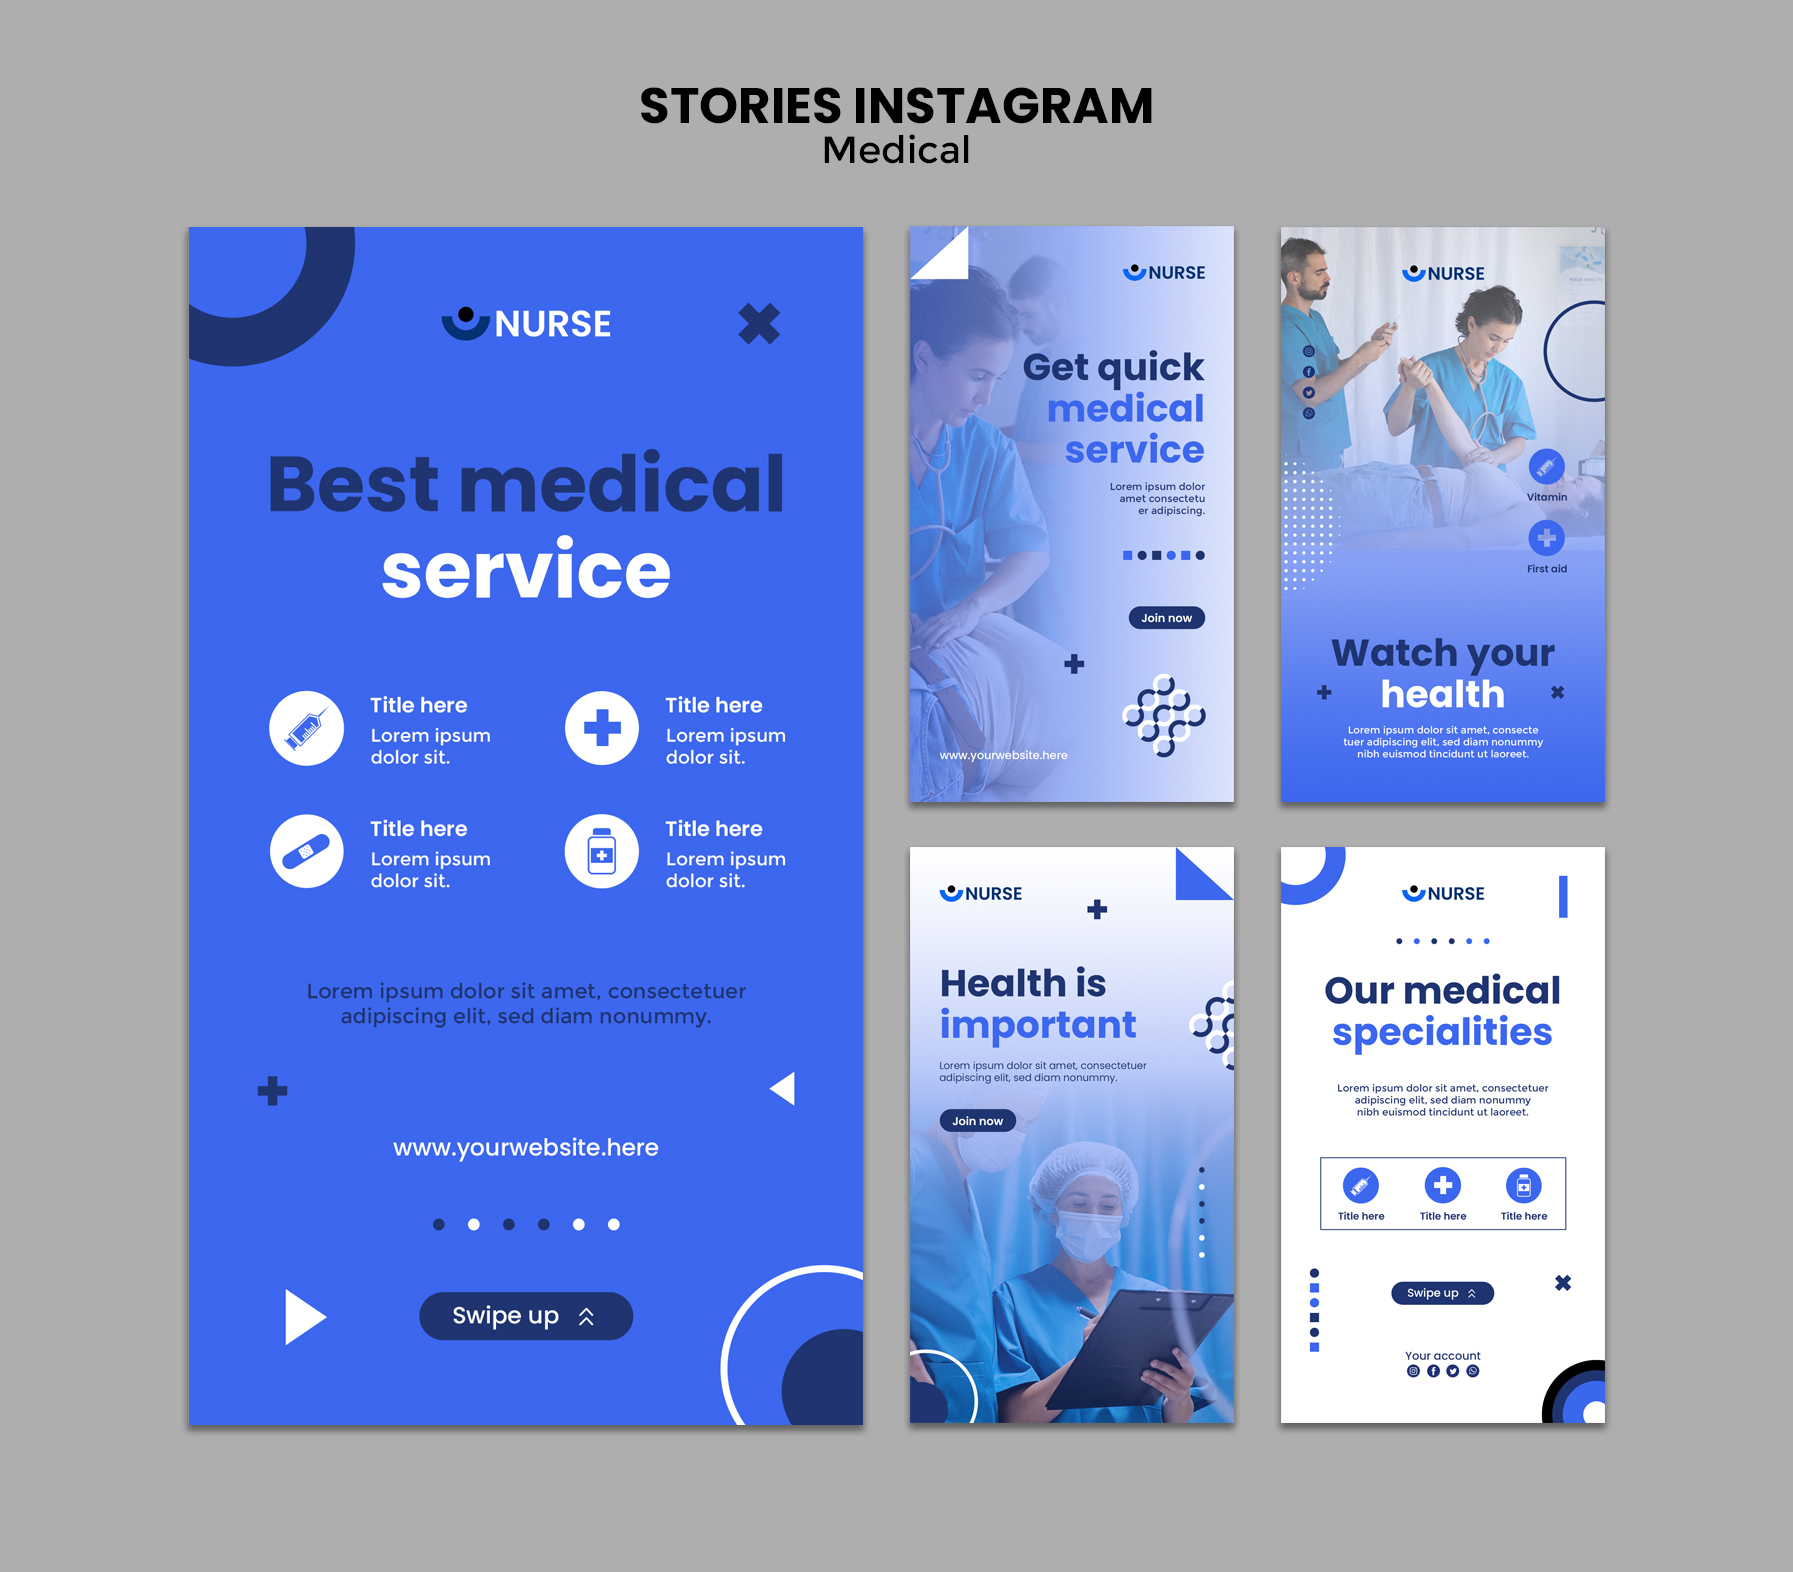 STORIES INSTAGRAM
Medical
NURSE
Best medical
service
Title here
Lorem ipsum
dolor sit.
Title here
Lorem ipsum
dolor sit.
Title here
Lorem ipsum
dolor sit.
Title here
Lorem ipsum
dolor sit.
Lorem ipsum dolor sit amet, consectetuer
adipiscing elit, sed diam nonummy.
www.yourwebsite.here
Swipe up
NURSE
Get quick
medical
service
Lorem ipsum dolor
amet consectetu
er adipiscing.
Join now
www.yourwebsite.here
NURSE
YOUR HEALTH
Vitamin
First aid
Watch your
health
Lorem ipsum dolor sit amet, consecte
tuer adipiscing elit, sed diam nonummy
nibh euismod tincidunt ut laoreet.
NURSE
Health is
important
Lorem ipsum dolor sit amet, consectetuer
adipiscing elit, sed diam nonummy.
Join now
NURSE
Our medical
specialities
Lorem ipsum dolor sit amet, consectetuer
adipiscing elit, sed diam nonummy
nibh euismod tincidunt ut laoreet.
Title here
Title here
Title here
Swipe up
Your account